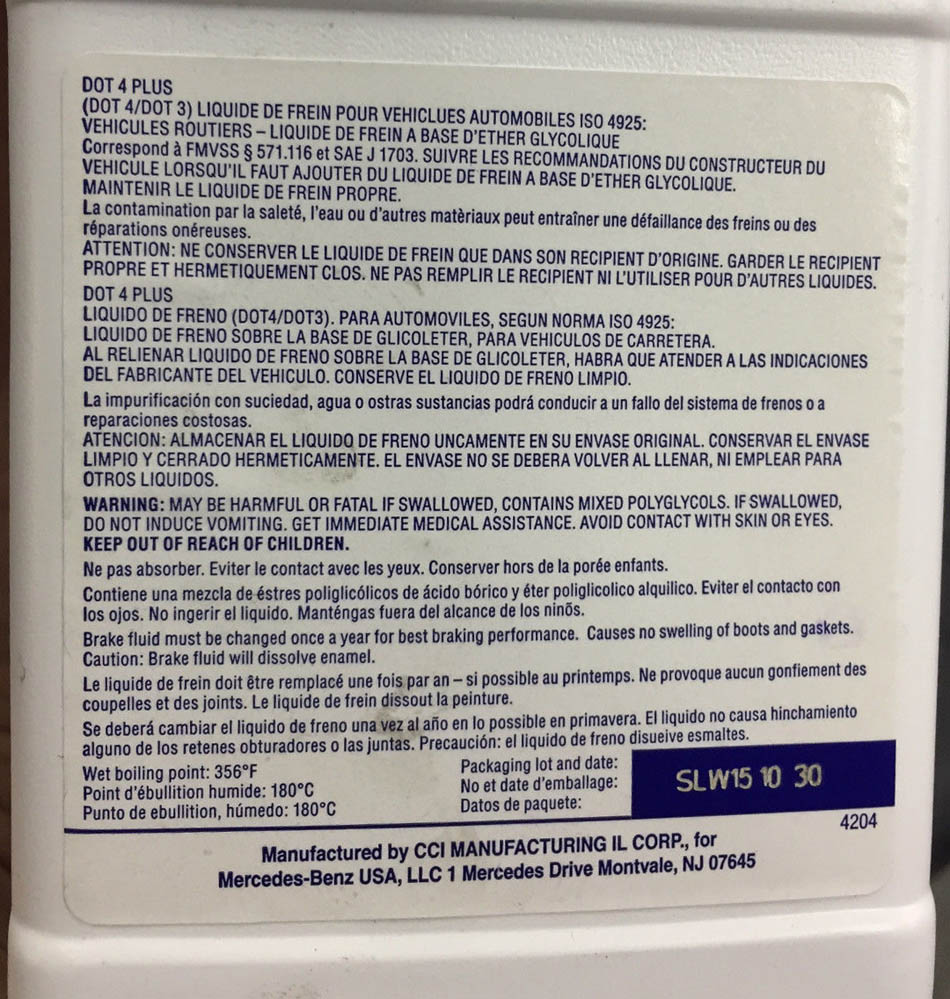 DOT 4 PLUS
(DOT 4/DOT 3) LIQUIDE DE FREIN POUR VEHICLUES AUTOMOBILES ISO 4925:
VEHICULES ROUTIERS – LIQUIDE DE FREIN A BASE D'ETHER GLYCOLIQUE
Correspond à FMVSS § 571.116 et SAE J 1703. SUIVRE LES RECOMMANDATIONS DU CONSTRUCTEUR DU
VEHICULE LORSQU'IL FAUT AJOUTER DU LIQUIDE DE FREIN A BASE D'ETHER GLYCOLIQUE.
MAINTENIR LE LIQUIDE DE FREIN PROPRE.
La contamination par la saleté, l'eau ou d'autres matèriaux peut entraîner une défaillance des freins ou des
réparations onéreuses.
ATTENTION: NE CONSERVER LE LIQUIDE DE FREIN QUE DANS SON RECIPIENT D'ORIGINE. GARDER LE RECIPIENT
PROPRE ET HERMETIQUEMENT CLOS. NE PAS REMPLIR LE RECIPIENT NI L'UTILISER POUR D'AUTRES LIQUIDES.
DOT 4 PLUS
LIQUIDO DE FRENO (DOT4/DOT3). PARA AUTOMOVILES, SEGUN NORMA ISO 4925:
LIQUIDO DE FRENO SOBRE LA BASE DE GLICOLETER, PARA VEHICULOS DE CARRETERA.
AL RELIENAR LIQUIDO DE FRENO SOBRE LA BASE DE GLICOLETER, HABRA QUE ATENDER A LAS INDICACIONES
DEL FABRICANTE DEL VEHICULO. CONSERVE EL LIQUIDO DE FRENO LIMPIO.
La impurificación con suciedad, agua o ostras sustancias podrá conducir a un fallo del sistema de frenos o a
reparaciones costosas.
ATENCION: ALMACENAR EL LIQUIDO DE FRENO UNCAMENTE EN SU ENVASE ORIGINAL. CONSERVAR EL ENVASE
LIMPIO Y CERRADO HERMETICAMENTE. EL ENVASE NO SE DEBERA VOLVER AL LLENAR, NI EMPLEAR PARA
OTROS LIQUIDOS.
WARNING: MAY BE HARMFUL OR FATAL IF SWALLOWED, CONTAINS MIXED POLYGLYCOLS. IF SWALLOWED,
DO NOT INDUCE VOMITING. GET IMMEDIATE MEDICAL ASSISTANCE. AVOID CONTACT WITH SKIN OR EYES.
KEEP OUT OF REACH OF CHILDREN.
Ne pas absorber. Eviter le contact avec les yeux. Conserver hors de la porée enfants.
Contiene una mezcla de éstres poliglicólicos de ácido bórico y éter poliglicolico alquilico. Eviter el contacto con
los ojos. No ingerir el liquido. Manténgas fuera del alcance de los ninõs.
Brake fluid must be changed once a year for best braking performance. Causes no swelling of boots and gaskets.
Caution: Brake fluid will dissolve enamel.
Le liquide de frein doit être remplacé une fois par an – si possible au printemps. Ne provoque aucun gonfiement des
coupelles et des joints. Le liquide de frein dissout la peinture.
Se deberá cambiar el liquido de freno una vez al año en lo possible en primavera. El liquido no causa hinchamiento
alguno de los retenes obturadores o las juntas. Precaución: el liquido de freno disueive esmaltes.
Wet boiling point: 356°F
Point d'ébullition humide: 180°C
Punto de ebullition, húmedo: 180°C
Packaging lot and date:
No et date d'emballage:
Datos de paquete:
SLW15 10 30
4204
Manufactured by CCI MANUFACTURING IL CORP., for
Mercedes-Benz USA, LLC 1 Mercedes Drive Montvale, NJ 07645